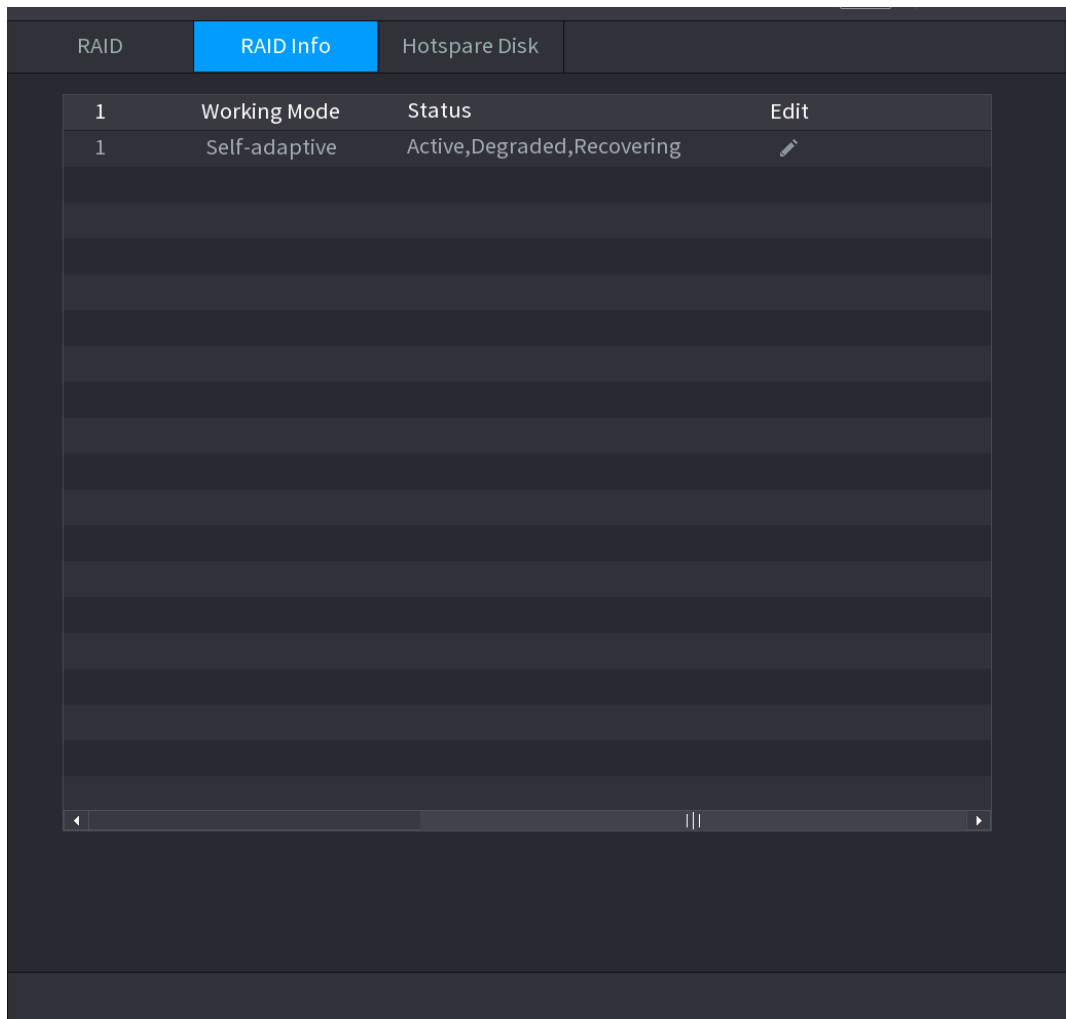 RAID RAID Info Hotspare Disk
1 Working Mode Status Edit
1 Self-adaptive Active,Degraded,Recovering